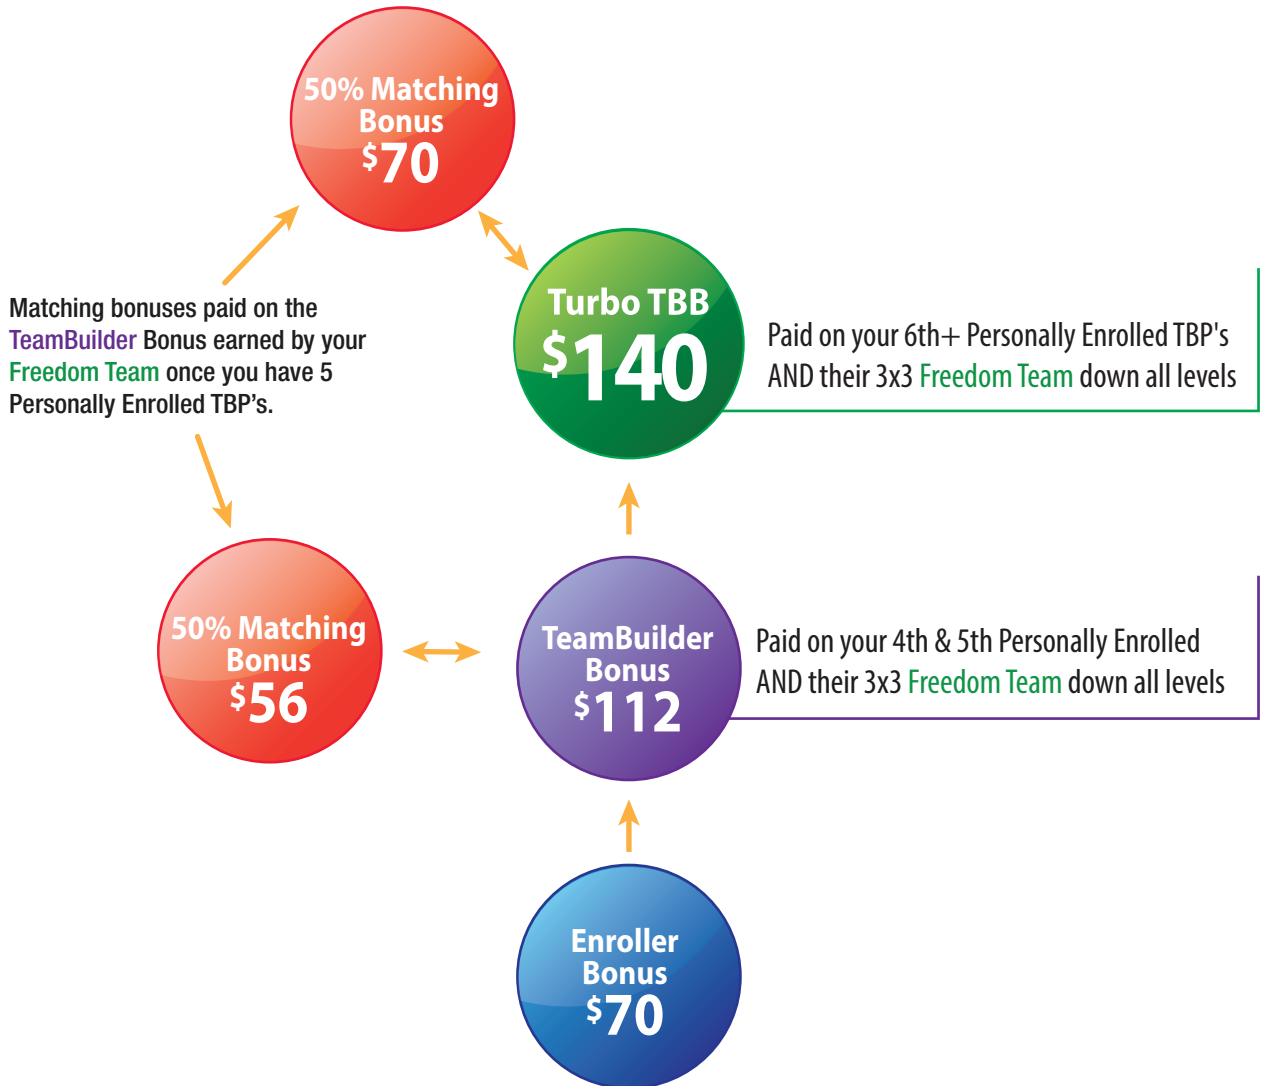 50% Matching
Bonus
$70
Turbo TBB
$140
Paid on your 6th+ Personally Enrolled TBP's
AND their 3x3 Freedom Team down all levels
Matching bonuses paid on the
TeamBuilder Bonus earned by your
Freedom Team once you have 5
Personally Enrolled TBP’s.
50% Matching
Bonus
$56
TeamBuilder
Bonus
$112
Paid on your 4th & 5th Personally Enrolled
AND their 3x3 Freedom Team down all levels
Enroller
Bonus
$70